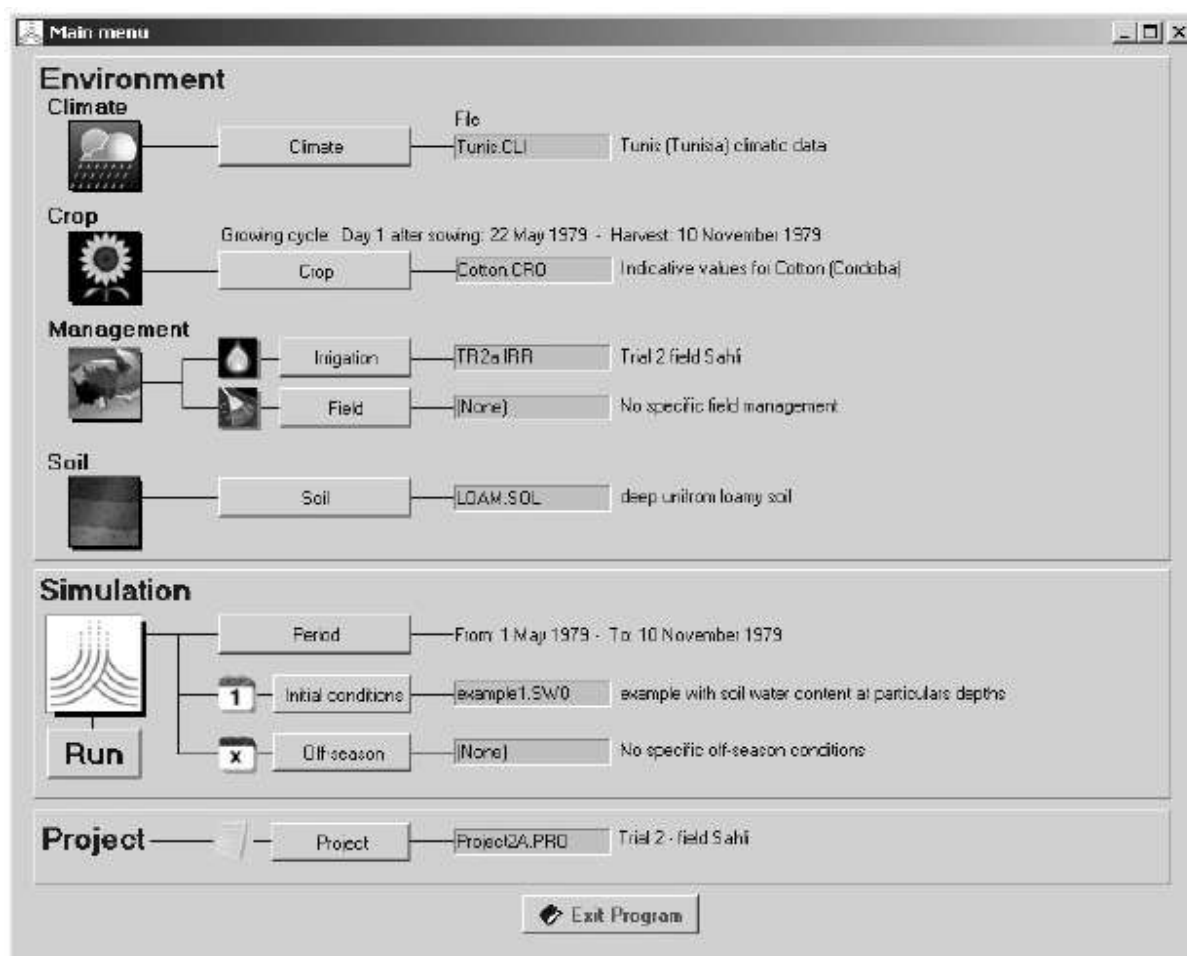 Main menu
Environment
Climate
File
Climate Tunis.CLI Tunis (Tunisia) climatic data
Crop
Growing cycle: Day 1 after sowing: 22 May 1979 - Harvest: 10 November 1979
Crop Cotton.CRO Indicative values for Cotton (Cordoba)
Management
Irrigation TR2a.IRR Trial 2 field Sahli
Field (None) No specific field management
Soil
Soil LOAM.SOL deep unifrom loamy soil
Simulation
Period From: 1 May 1979 - To: 10 November 1979
1 Initial conditions example1.SW0 example with soil water content at particulars depths
Run x Off-season (None) No specific off-season conditions
Project Project Project2A.PRO Trial 2 - field Sahli
Exit Program